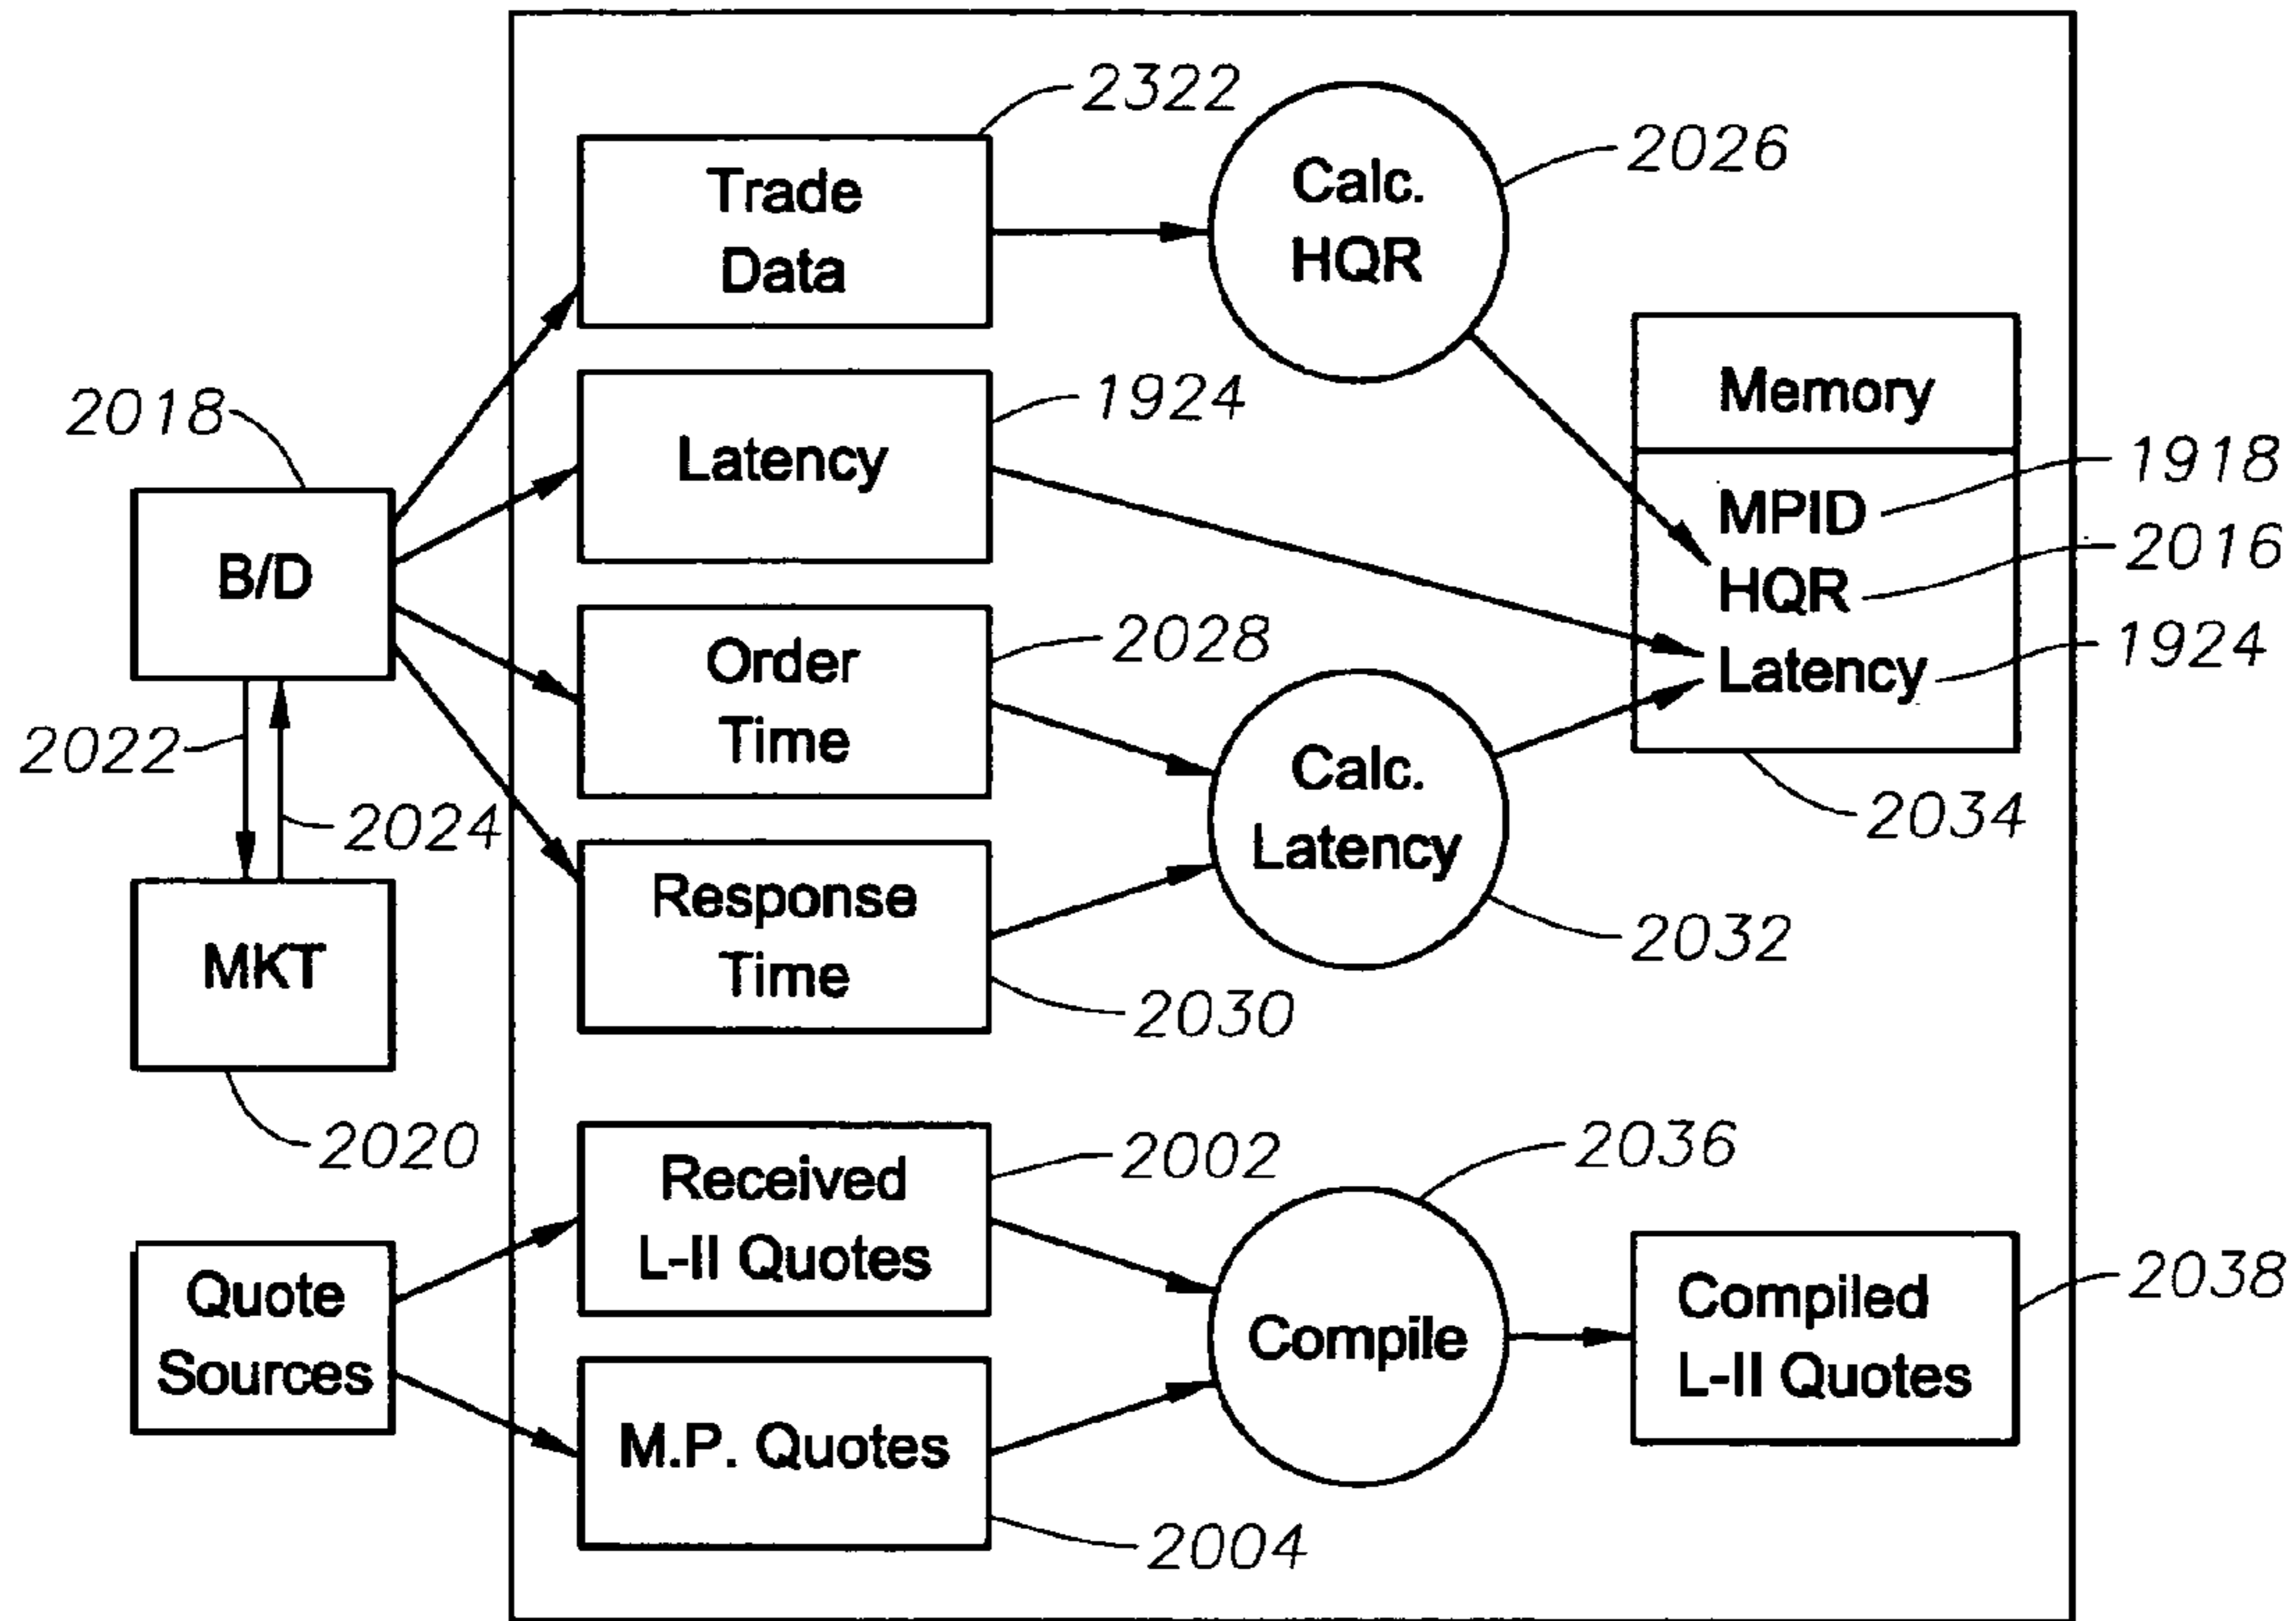 2322
Trade
Data
Calc.
HQR
2026
2018
Latency
1924
Memory
MPID
1918
HQR
2016
Latency
1924
B/D
Order
Time
2028
2022
2024
Calc.
Latency
2034
MKT
Response
Time
2032
2030
2020
Received
L-II Quotes
2002
2036
Quote
Sources
Compile
Compiled
L-II Quotes
2038
M.P. Quotes
2004